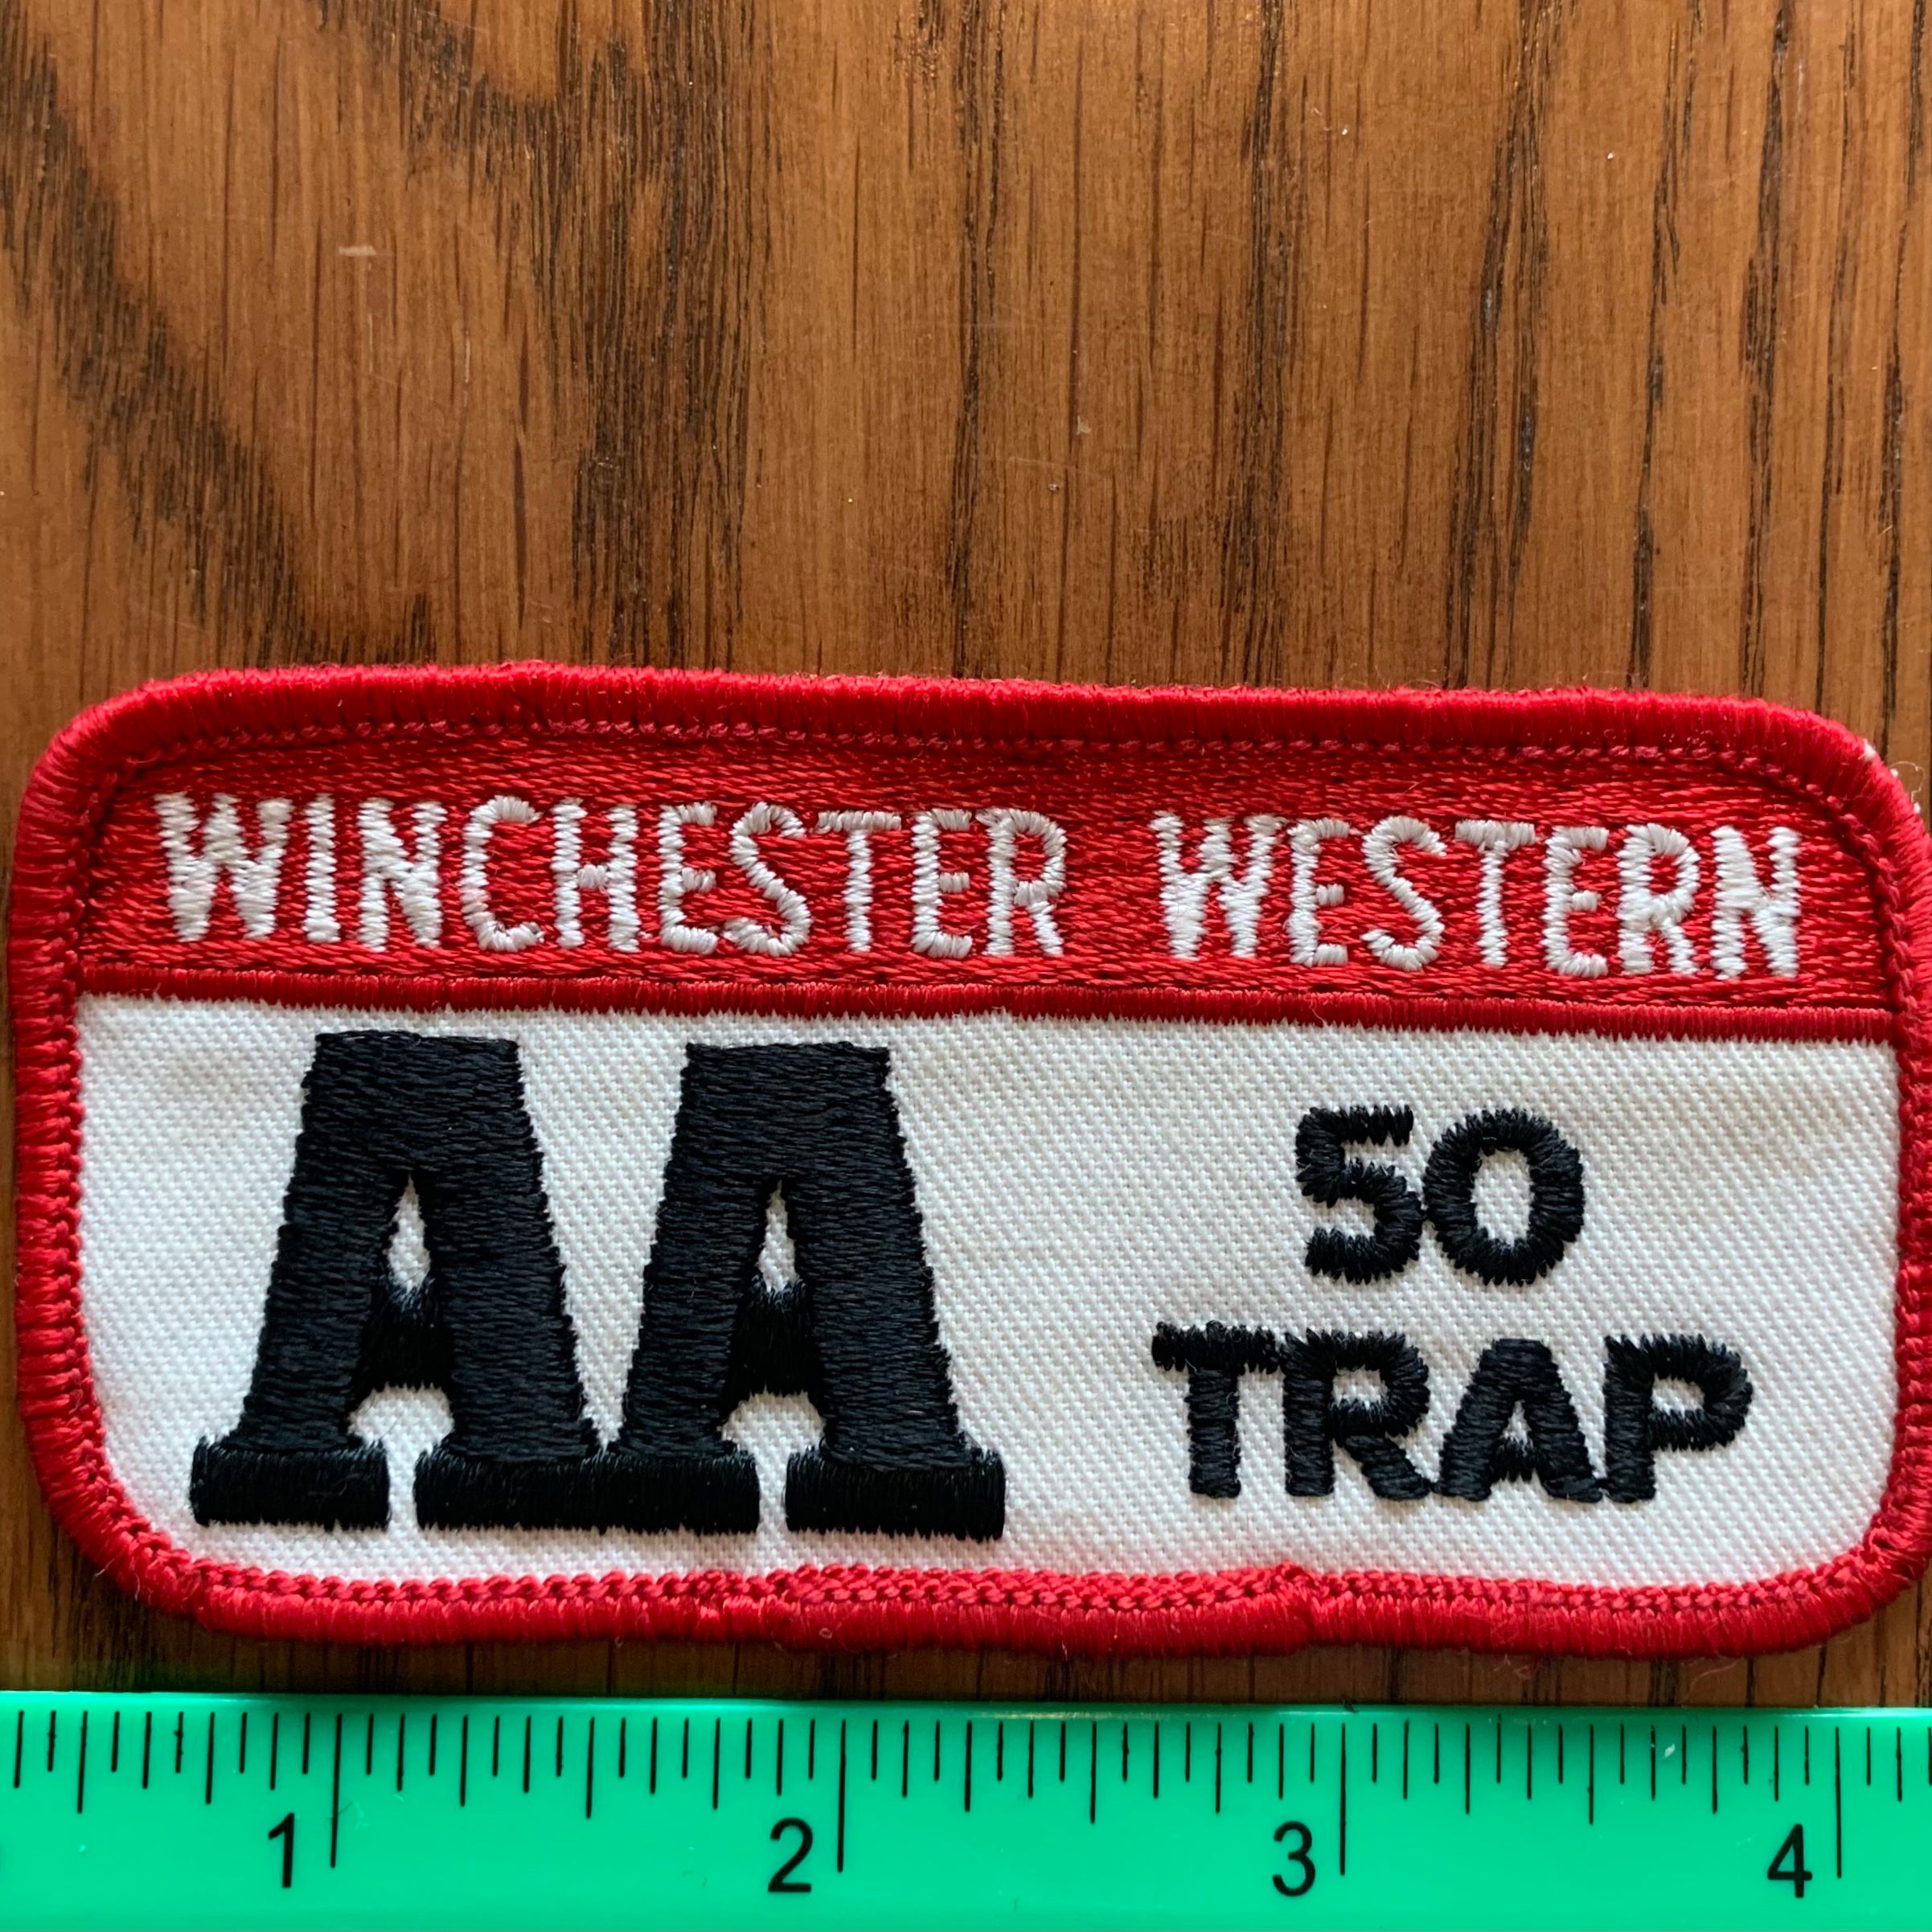 WINCHESTER WESTERN
AA
50
TRAP
1 2 3 4